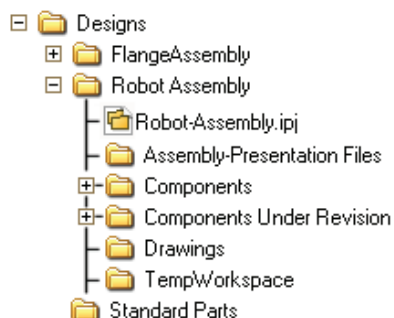 Designs
FlangeAssembly
Robot Assembly
Robot-Assembly.ipj
Assembly-Presentation Files
Components
Components Under Revision
Drawings
TempWorkspace
Standard Parts